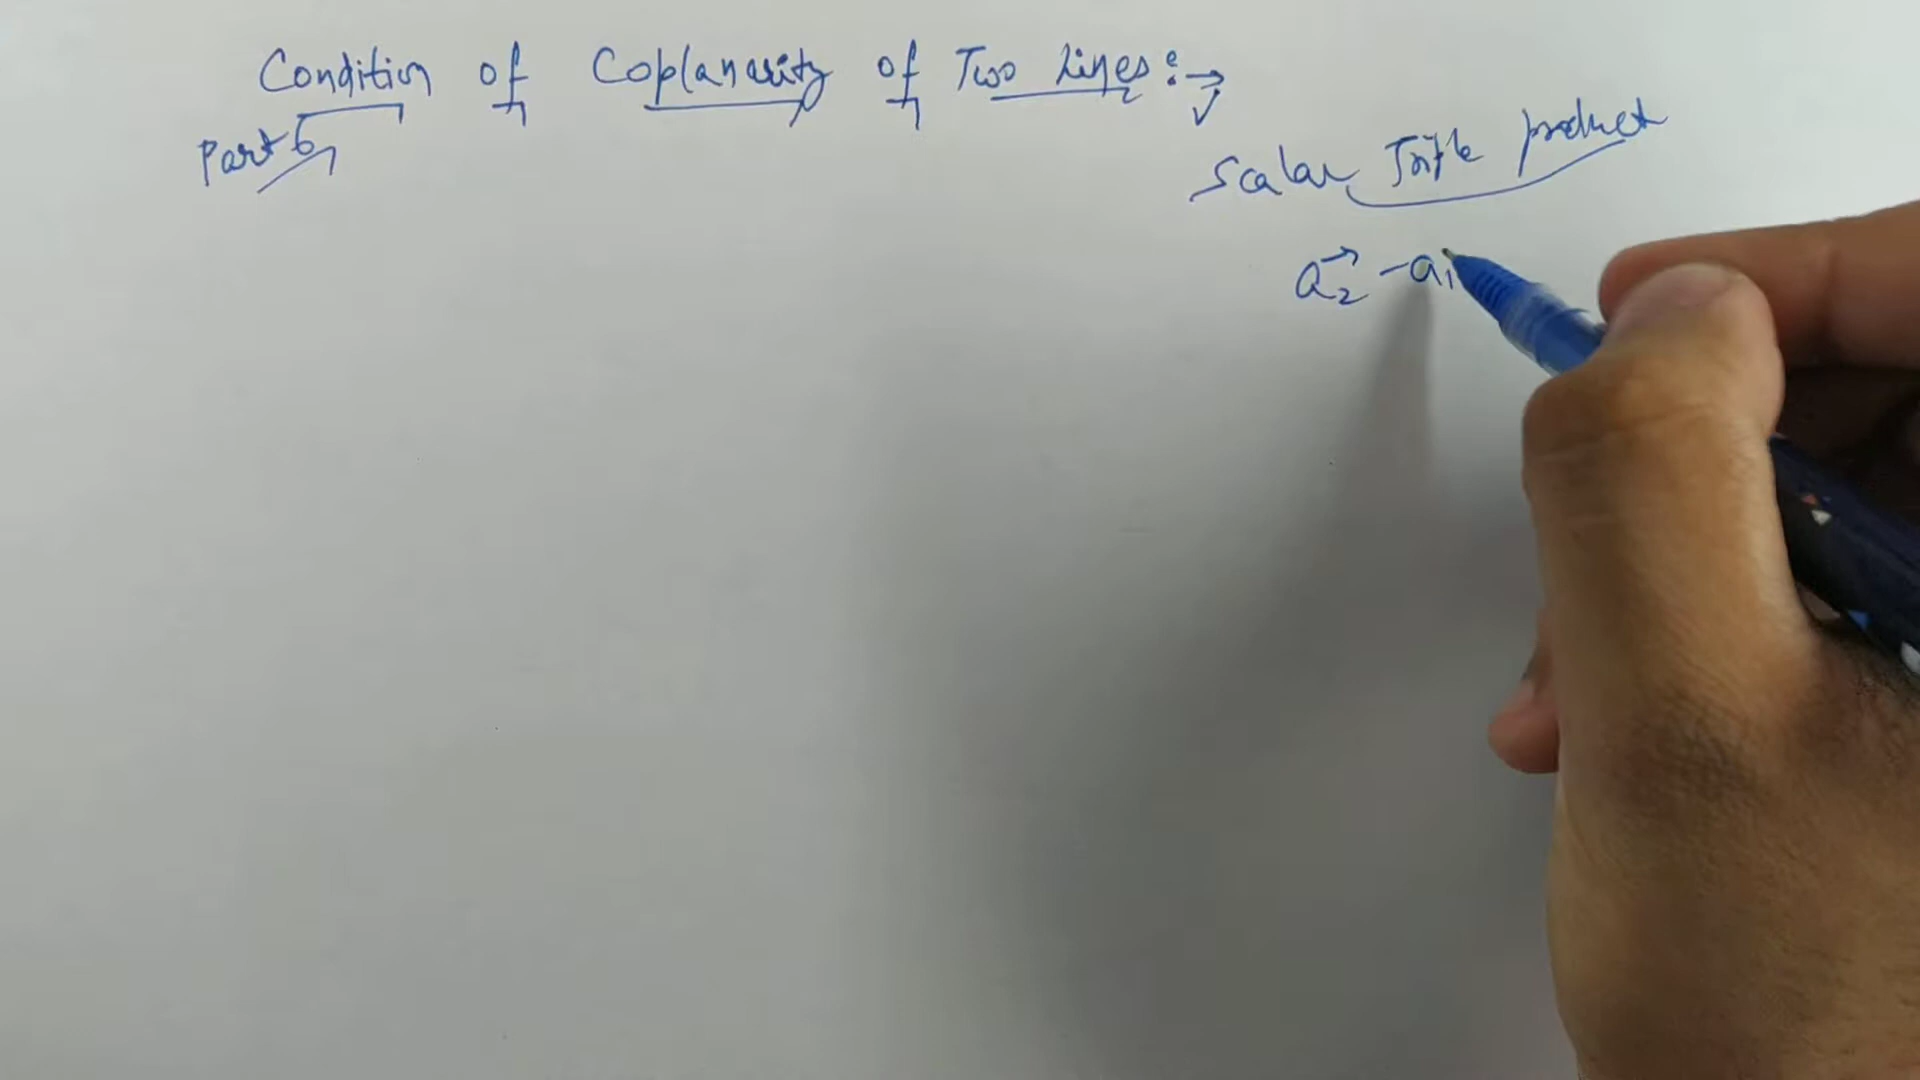 Condition of Coplanarity of Two Lines:→
Part 6
Scalar Triple product
a₂⃗ - a₁